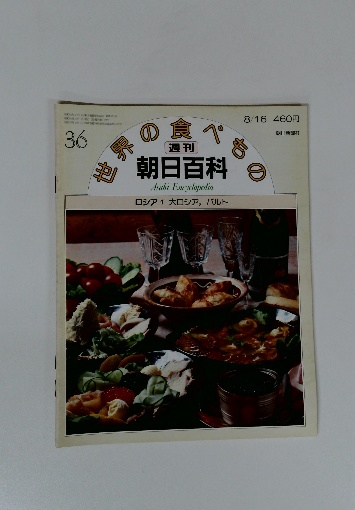 36
8/16 460円
世界の食べもの
週刊
朝日百科
Asahi Encyclopedia
ロシア1 大ロシア，バルト